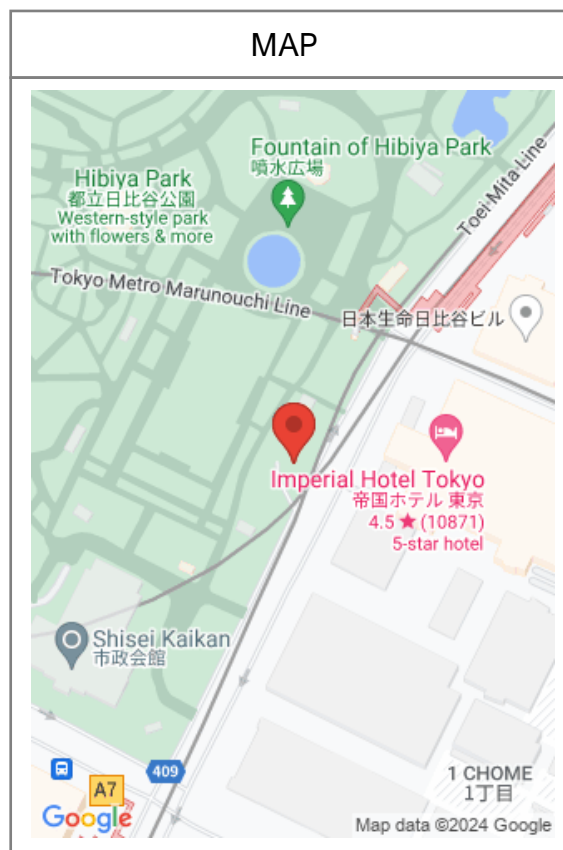 MAP
Fountain of Hibiya Park
噴水広場
Hibiya Park
都立日比谷公園
Western-style park
with flowers & more
Toei Mita Line
Tokyo Metro Marunouchi Line
日本生命日比谷ビル
Imperial Hotel Tokyo
帝国ホテル 東京
4.5 ★ (10871)
5-star hotel
Shisei Kaikan
市政会館
409
A7
1 CHOME
1丁目
Google
Map data ©2024 Google